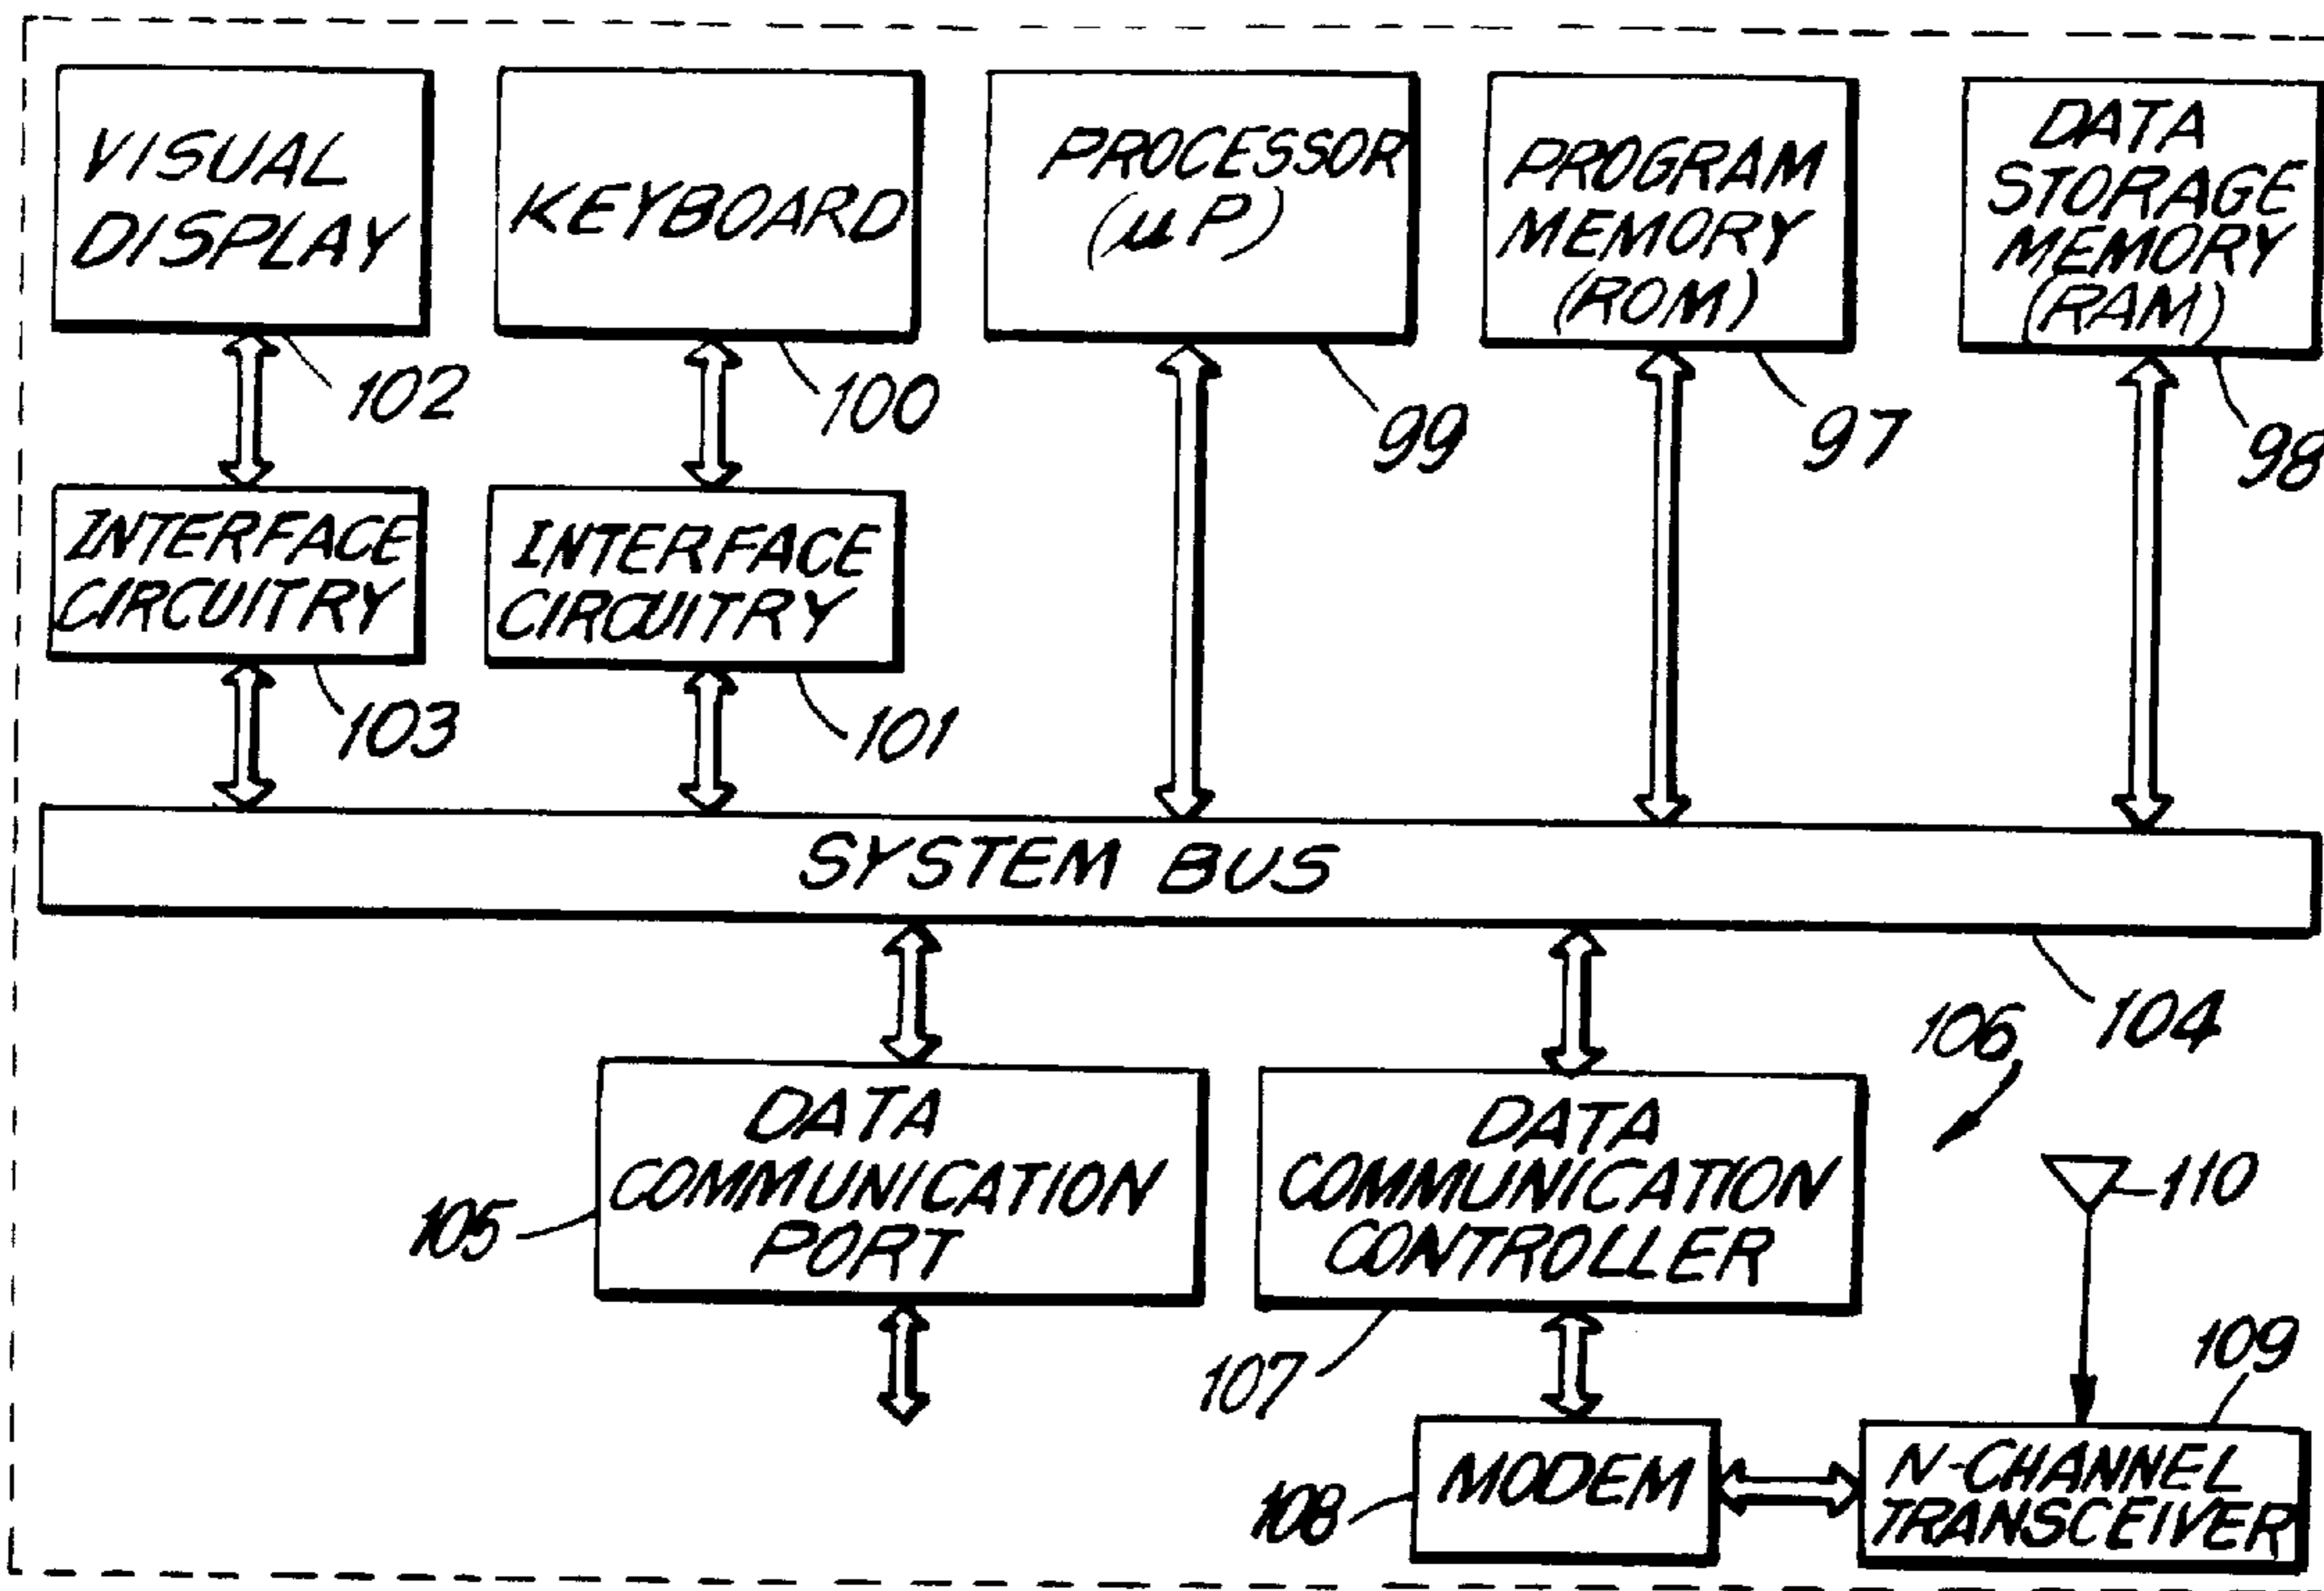 VISUAL
DISPLAY
KEYBOARD
PROCESSOR
(μP)
PROGRAM
MEMORY
(ROM)
DATA
STORAGE
MEMORY
(RAM)
102
100
99
97
98
INTERFACE
CIRCUITRY
INTERFACE
CIRCUITRY
103
101
SYSTEM BUS
104
106
DATA
COMMUNICATION
PORT
105
DATA
COMMUNICATION
CONTROLLER
107
110
109
MODEM
108
N-CHANNEL
TRANSCEIVER